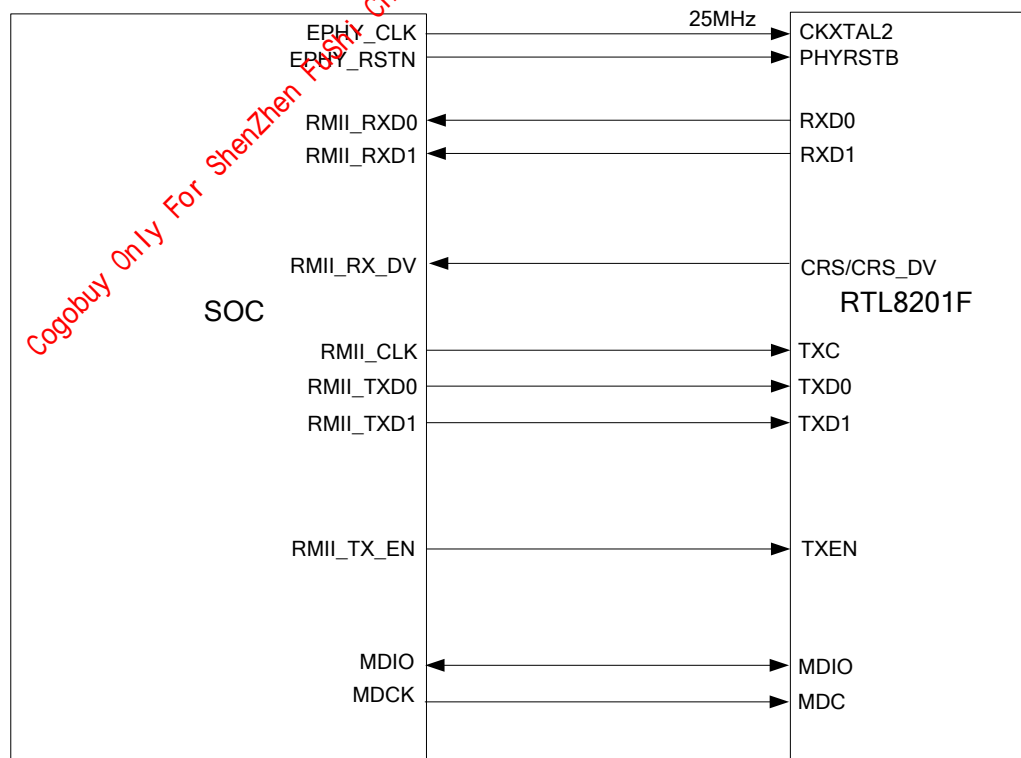 25MHz
EPHY_CLK CKXTAL2
EPHY_RSTN PHYRSTB
RMII_RXD0 RXD0
RMII_RXD1 RXD1
RMII_RX_DV CRS/CRS_DV
SOC RTL8201F
RMII_CLK TXC
RMII_TXD0 TXD0
RMII_TXD1 TXD1
RMII_TX_EN TXEN
MDIO MDIO
MDCK MDC
Cogobuy Only For ShenZhen FuShi